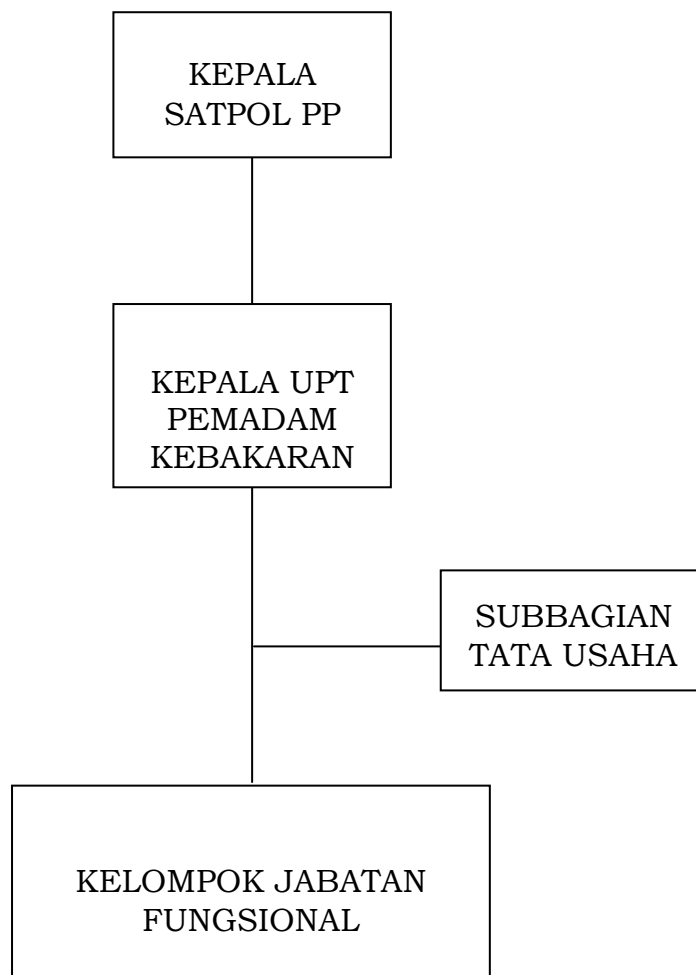 KEPALA
SATPOL PP
KEPALA UPT
PEMADAM
KEBAKARAN
SUBBAGIAN
TATA USAHA
KELOMPOK JABATAN
FUNGSIONAL